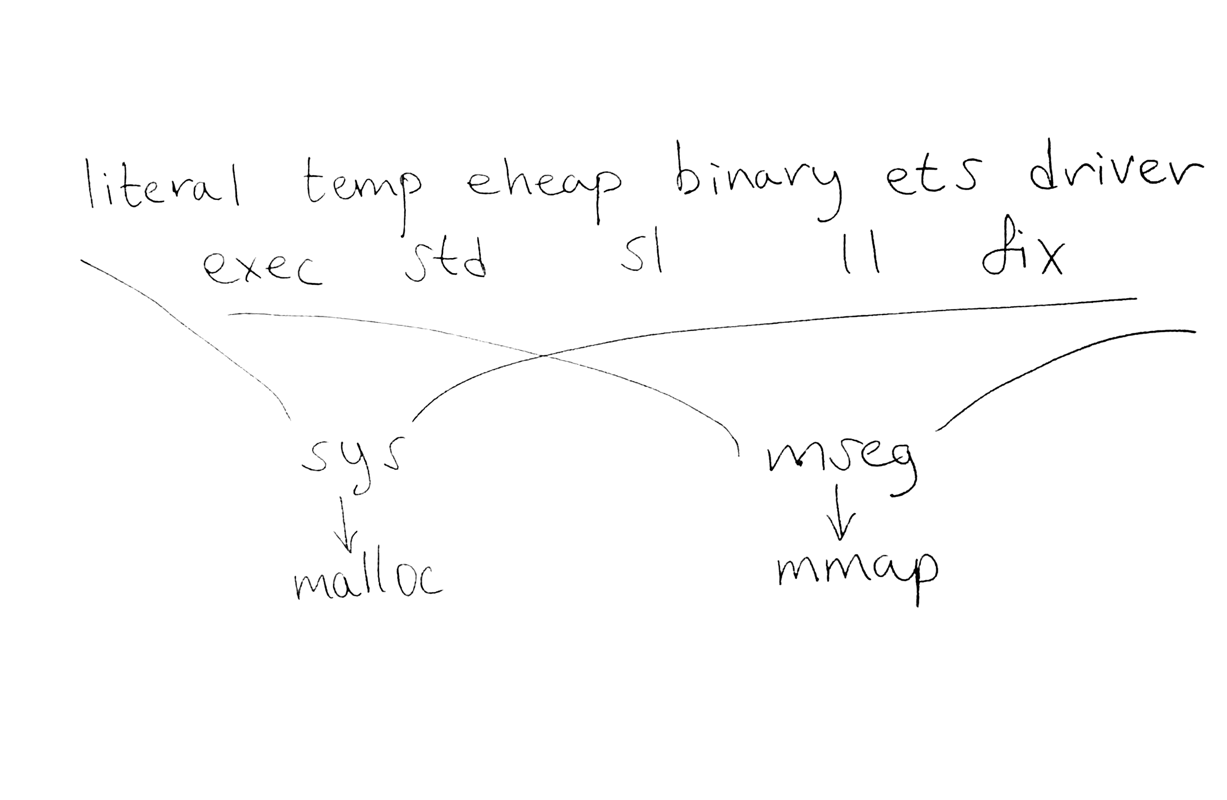 literal temp eheap binary ets driver
exec std sl ll fix
sys mseg
malloc mmap